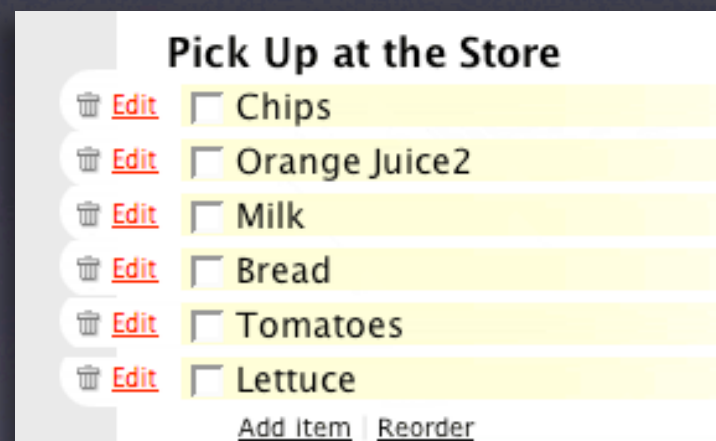 Pick Up at the Store
Edit Chips
Edit Orange Juice2
Edit Milk
Edit Bread
Edit Tomatoes
Edit Lettuce
Add item | Reorder